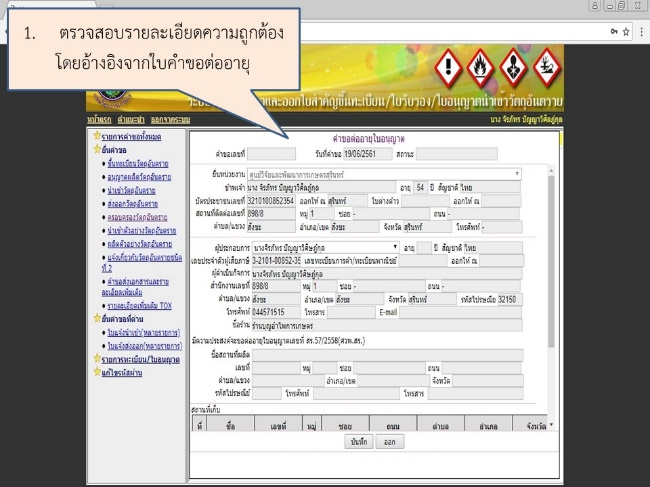 1. ตรวจสอบรายละเอียดความถูกต้อง
โดยอ้างอิงจากใบคำขอต่ออายุ
และออกใบสำคัญขึ้นทะเบียน/ใบรับรอง/ใบอนุญาตนำเข้าวัตถุอันตราย
หน้าแรก คำแนะนำ ออกจากระบบ
รายการคำขอทั้งหมด
ยื่นคำขอ
ขึ้นทะเบียนวัตถุอันตราย
อนุญาตผลิตวัตถุอันตราย
นำเข้าวัตถุอันตราย
ส่งออกวัตถุอันตราย
ครอบครองวัตถุอันตราย
นำเข้าตัวอย่างวัตถุอันตราย
ผลิตตัวอย่างวัตถุอันตราย
แจ้งเกี่ยวกับวัตถุอันตรายชนิด
ที่ 2
คำขอส่งเอกสารและราย
ละเอียดเพิ่มเติม
รายละเอียดเพิ่มเติม TOX
ยื่นคำขอที่ด่าน
ใบแจ้งนำเข้า(หลายรายการ)
ใบแจ้งส่งออก(หลายรายการ)
รายการทะเบียน/ใบอนุญาต
แก้ไขรหัสผ่าน
คำขอต่ออายุใบอนุญาต
คำขอเลขที่ วันที่คำขอ 19/06/2561 สถานะ
ยื่นหน่วยงาน ศูนย์วิจัยและพัฒนาการเกษตรสุรินทร์
ข้าพเจ้า นาง จีรภัทร อายุ 54 ปี สัญชาติ ไทย
บัตรประชาชนเลขที่ 3210100852354 ออกให้ ณ สุรินทร์ ใบต่างด้าว ออกให้ ณ
สถานที่ติดต่อเลขที่ 898/8 หมู่ 1 ซอย - ถนน -
ตำบล/แขวง สังขะ อำเภอ/เขต สังขะ จังหวัด สุรินทร์ โทรศัพท์ -
ผู้ประกอบการ นางจีรภัทร อายุ ปี สัญชาติ ไทย
เลขประจำตัวผู้เสียภาษี 3-2101-00852-35 เลขทะเบียนการค้า/ทะเบียนพาณิชย์ ออกให้ ณ
ผู้ดำเนินกิจการ นางจีรภัทร
สำนักงานเลขที่ 898/8 หมู่ 1 ซอย - ถนน -
ตำบล/แขวง สังขะ อำเภอ/เขต สังขะ จังหวัด สุรินทร์ รหัสไปรษณีย์ 32150
โทรศัพท์ 044571515 โทรสาร E-mail
ชื่อร้าน ร้านบุญอำไพการเกษตร
มีความประสงค์จะขอต่ออายุใบอนุญาตเลขที่ สร.57/2558(สวพ.สร.)
ชื่อสถานที่ผลิต
เลขที่ หมู่ ซอย ถนน
ตำบล/แขวง อำเภอ/เขต จังหวัด
รหัสไปรษณีย์ โทรศัพท์ โทรสาร
สถานที่เก็บ
ที่ ชื่อ เลขที่ หมู่ ซอย ถนน ตำบล อำเภอ จังหวัด
บันทึก ออก